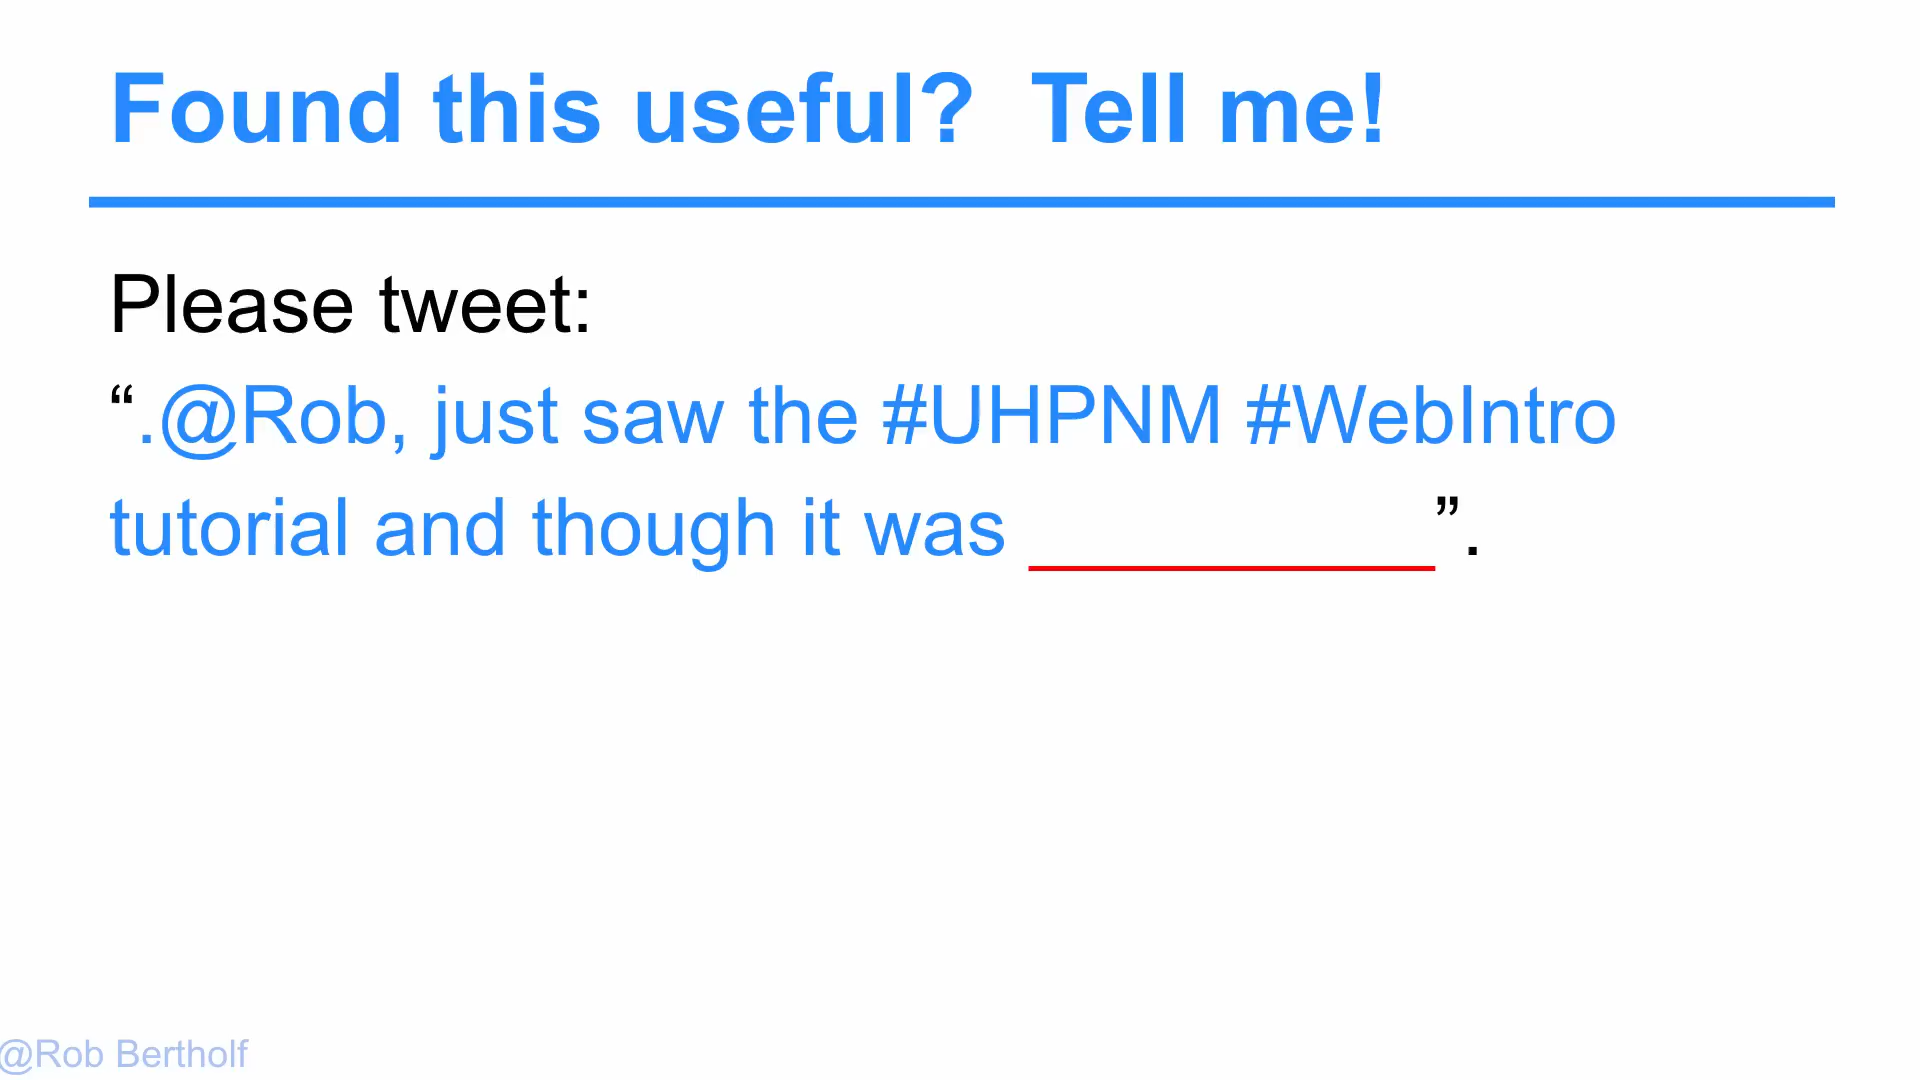 Found this useful?  Tell me!
Please tweet:
“.@Rob, just saw the #UHPNM #WebIntro
tutorial and though it was __________”.
@Rob Bertholf